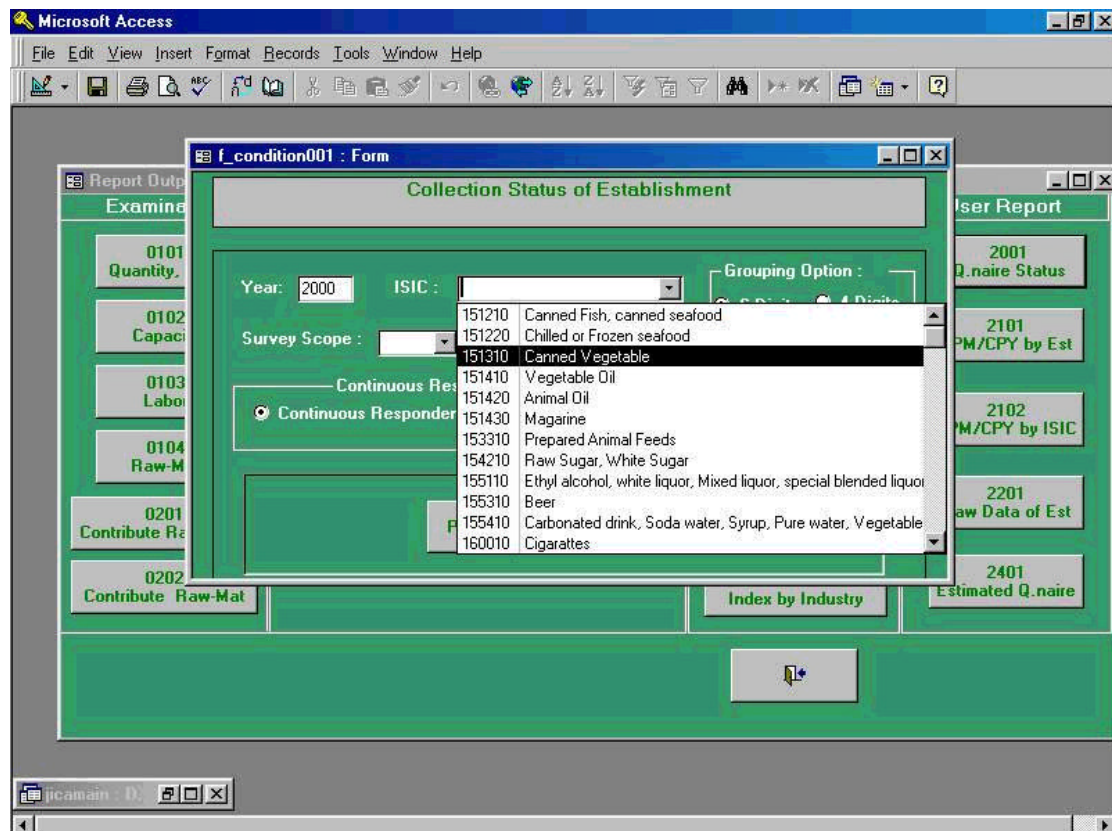 Microsoft Access
File Edit View Insert Format Records Tools Window Help
f_condition001 : Form
Collection Status of Establishment
Report Outp
Examina
User Report
0101
Quantity,
0102
Capaci
0103
Labo
0104
Raw-M
0201
Contribute Ra
0202
Contribute Raw-Mat
Year: 2000 ISIC :
Grouping Option :
4 Digits
Survey Scope :
Continuous Res
Continuous Responder
151210 Canned Fish, canned seafood
151220 Chilled or Frozen seafood
151310 Canned Vegetable
151410 Vegetable Oil
151420 Animal Oil
151430 Magarine
153310 Prepared Animal Feeds
154210 Raw Sugar, White Sugar
155110 Ethyl alcohol, white liquor, Mixed liquor, special blended liquor
155310 Beer
155410 Carbonated drink, Soda water, Syrup, Pure water, Vegetable
160010 Cigarattes
P
2001
Q.naire Status
2101
PM/CPY by Est
2102
PM/CPY by ISIC
2201
aw Data of Est
2401
Estimated Q.naire
Index by Industry
jicamain : D